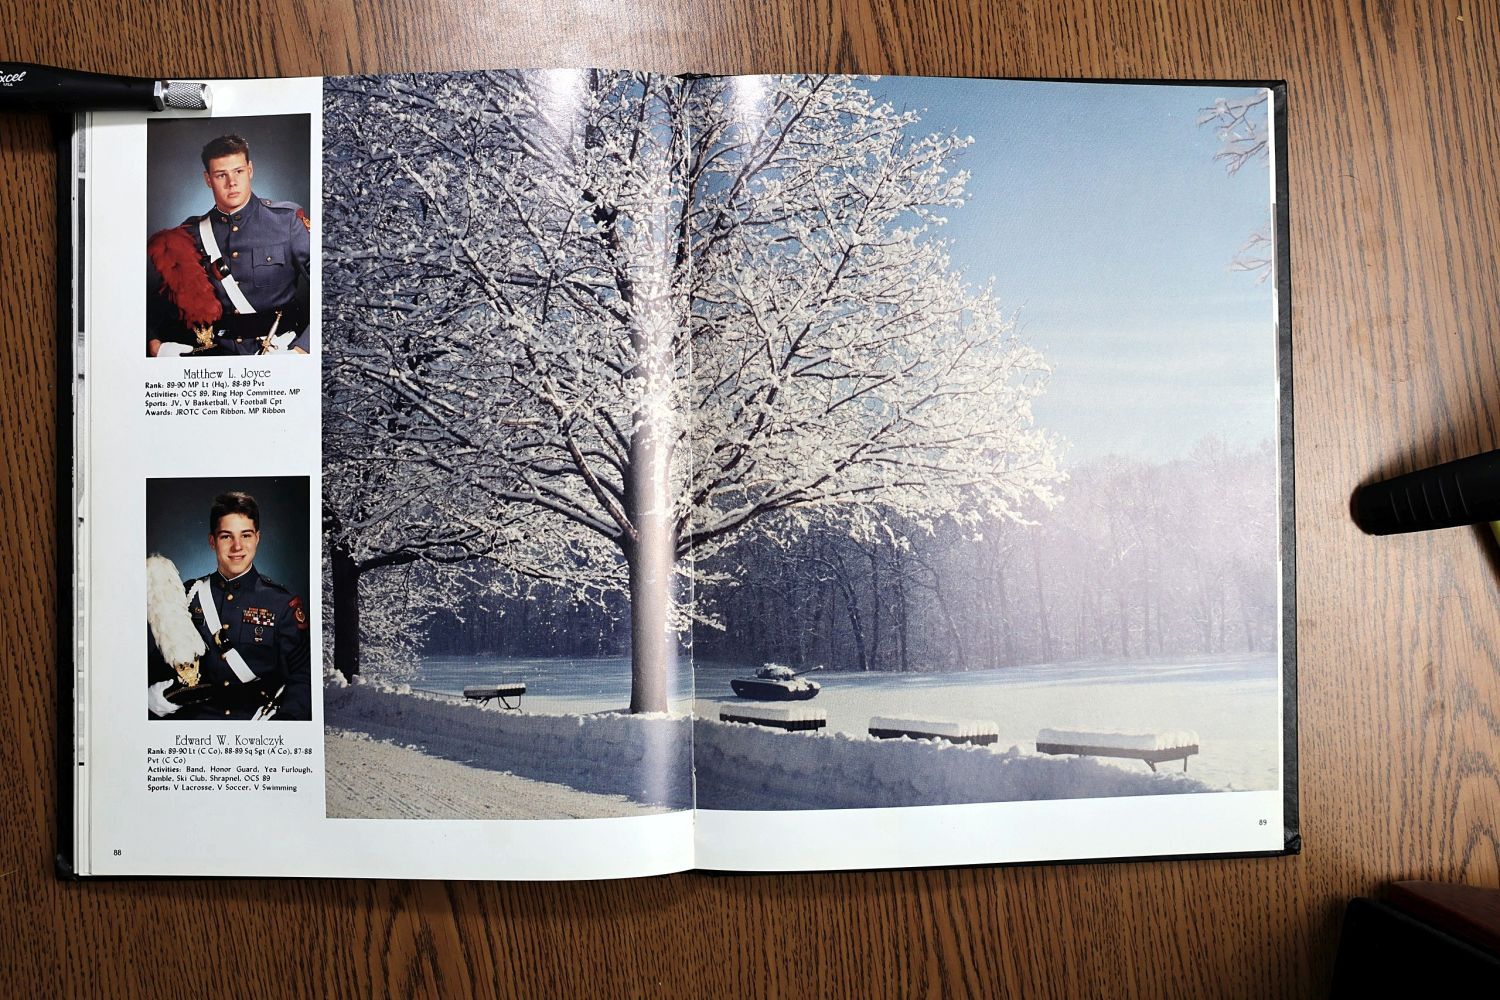 Excel
USA
Matthew L. Joyce
Rank: 89-90 MP Lt (Hq), 88-89 Pvt
Activities: OCS 89, Ring Hop Committee, MP
Sports: JV, V Basketball, V Football Cpt
Awards: JROTC Com Ribbon, MP Ribbon
Edward W. Kowalczyk
Rank: 89-90 Lt (C Co), 88-89 Sq Sgt (A Co), 87-88
Pvt (C Co)
Activities: Band, Honor Guard, Yea Furlough,
Ramble, Ski Club, Shrapnel, OCS 89
Sports: V Lacrosse, V Soccer, V Swimming
88
89